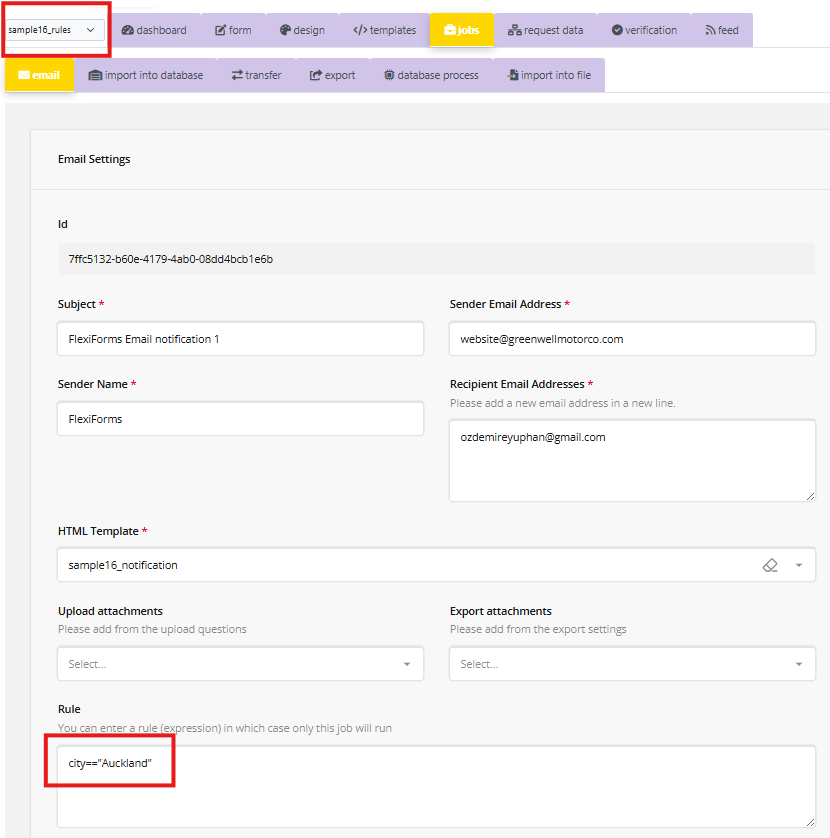 sample16_rules dashboard form design </> templates jobs request data verification feed
email import into database transfer export database process import into file
Email Settings
Id
7ffc5132-b60e-4179-4ab0-08dd4bcb1e6b
Subject * Sender Email Address *
FlexiForms Email notification 1 website@greenwellmotorco.com
Sender Name * Recipient Email Addresses *
Please add a new email address in a new line.
FlexiForms ozdemireyuphan@gmail.com
HTML Template *
sample16_notification
Upload attachments Export attachments
Please add from the upload questions Please add from the export settings
Select... Select...
Rule
You can enter a rule (expression) in which case only this job will run
city=="Auckland"